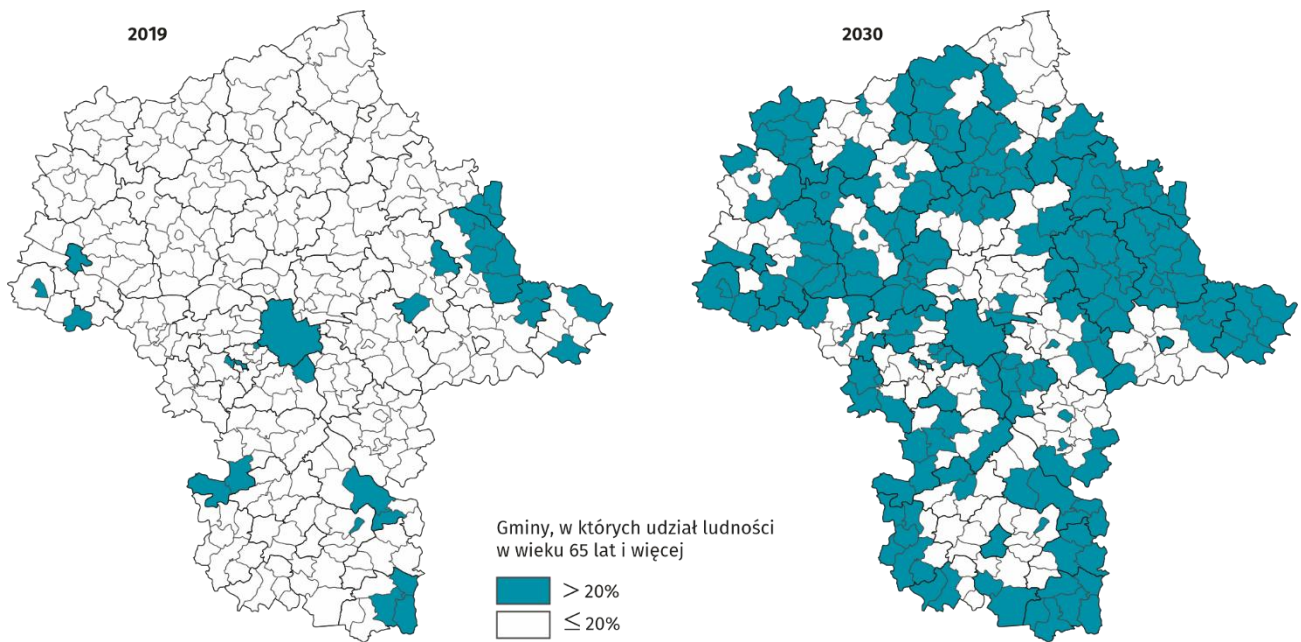 2019
2030
Gminy, w których udział ludności
w wieku 65 lat i więcej
> 20%
≤ 20%